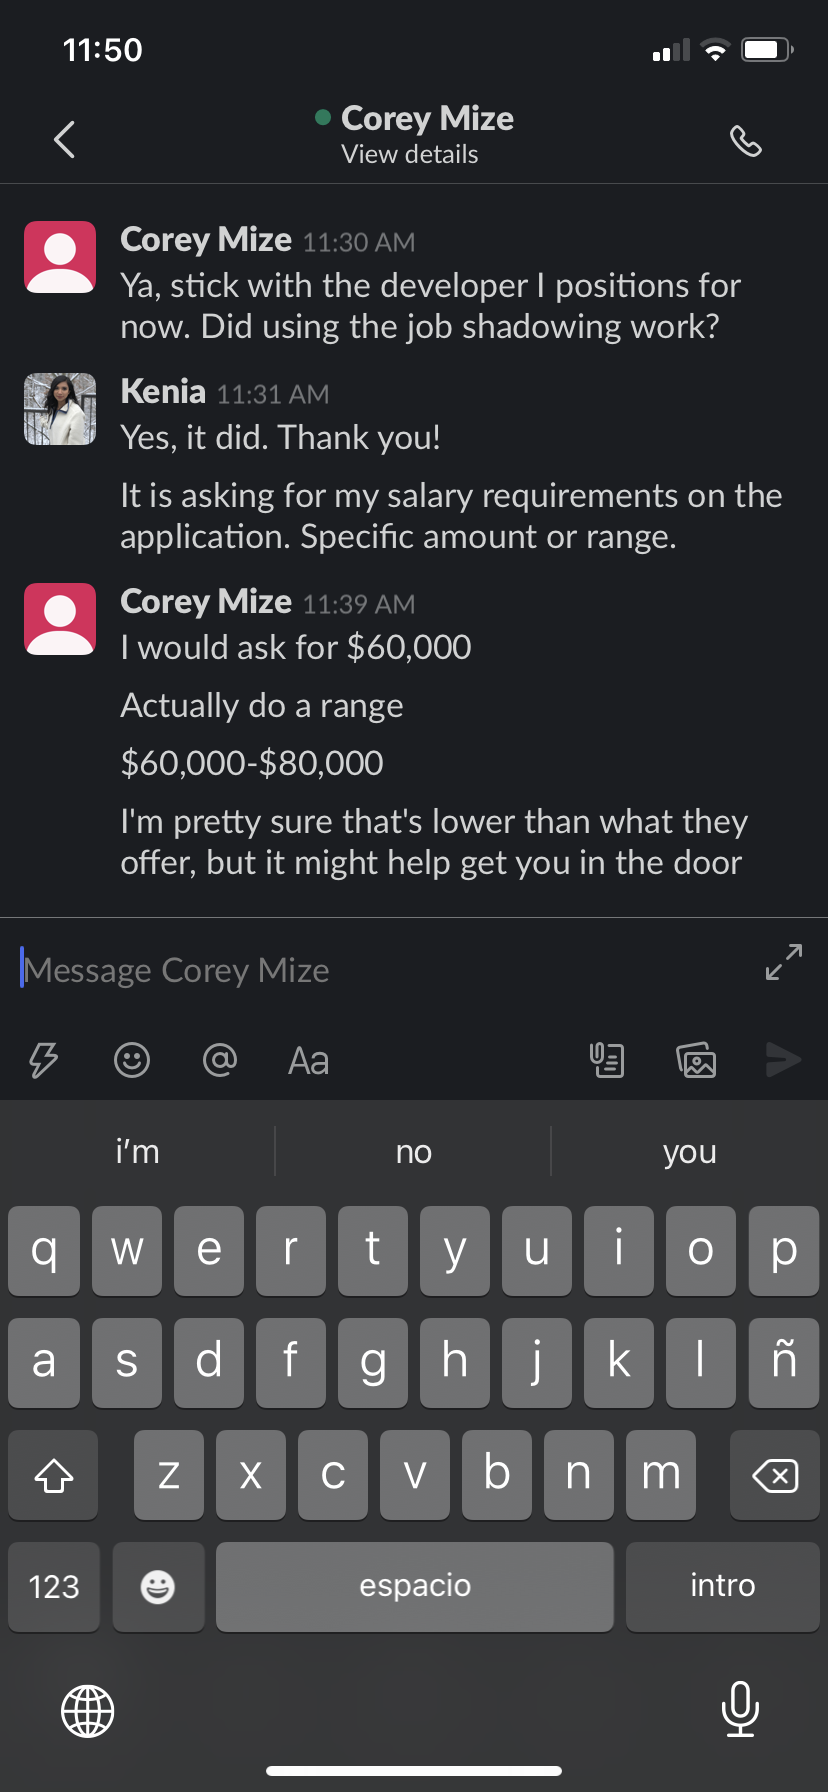 11:50
Corey Mize
View details
Corey Mize 11:30 AM
Ya, stick with the developer I positions for
now. Did using the job shadowing work?
Kenia 11:31 AM
Yes, it did. Thank you!
It is asking for my salary requirements on the
application. Specific amount or range.
Corey Mize 11:39 AM
I would ask for $60,000
Actually do a range
$60,000-$80,000
I'm pretty sure that's lower than what they
offer, but it might help get you in the door
Message Corey Mize
@ Aa
i'm no you
q w e r t y u i o p
a s d f g h j k l ñ
z x c v b n m
123 espacio intro